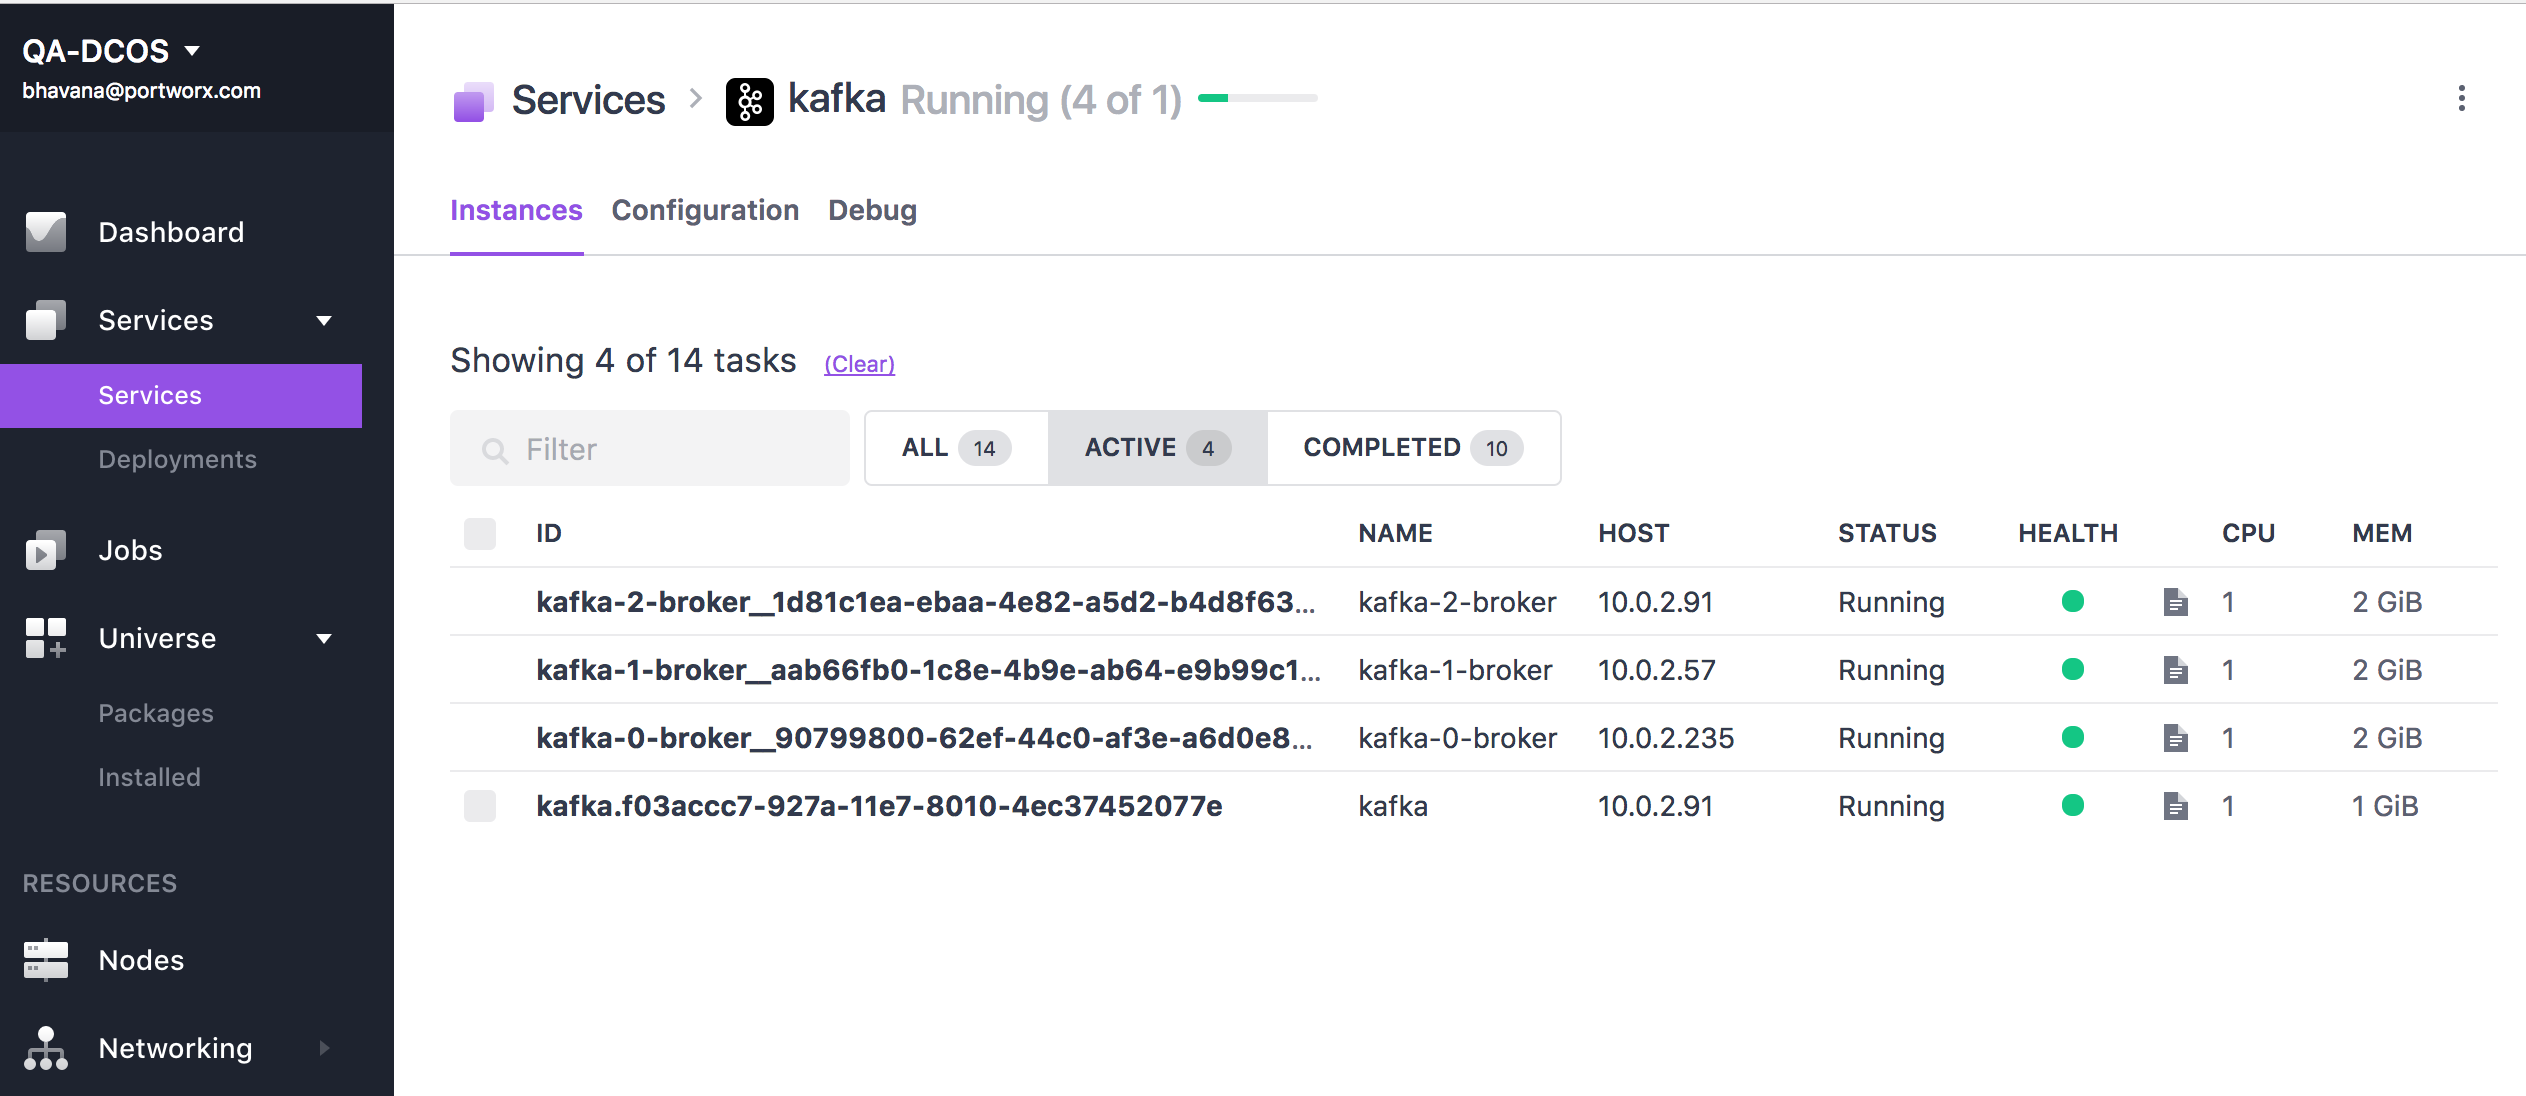 QA-DCOS
bhavana@portworx.com
Dashboard
Services
Services
Deployments
Jobs
Universe
Packages
Installed
RESOURCES
Nodes
Networking
Services > kafka Running (4 of 1)
Instances Configuration Debug
Showing 4 of 14 tasks (Clear)
Filter ALL 14 ACTIVE 4 COMPLETED 10
ID NAME HOST STATUS HEALTH CPU MEM
kafka-2-broker__1d81c1ea-ebaa-4e82-a5d2-b4d8f63... kafka-2-broker 10.0.2.91 Running 1 2 GiB
kafka-1-broker__aab66fb0-1c8e-4b9e-ab64-e9b99c1... kafka-1-broker 10.0.2.57 Running 1 2 GiB
kafka-0-broker__90799800-62ef-44c0-af3e-a6d0e8... kafka-0-broker 10.0.2.235 Running 1 2 GiB
kafka.f03accc7-927a-11e7-8010-4ec37452077e kafka 10.0.2.91 Running 1 1 GiB